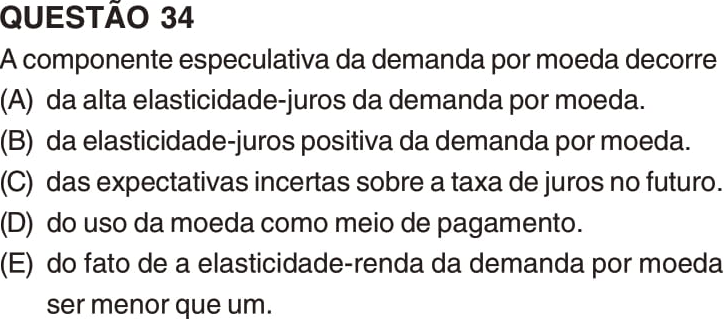 QUESTÃO 34
A componente especulativa da demanda por moeda decorre
(A) da alta elasticidade-juros da demanda por moeda.
(B) da elasticidade-juros positiva da demanda por moeda.
(C) das expectativas incertas sobre a taxa de juros no futuro.
(D) do uso da moeda como meio de pagamento.
(E) do fato de a elasticidade-renda da demanda por moeda
ser menor que um.